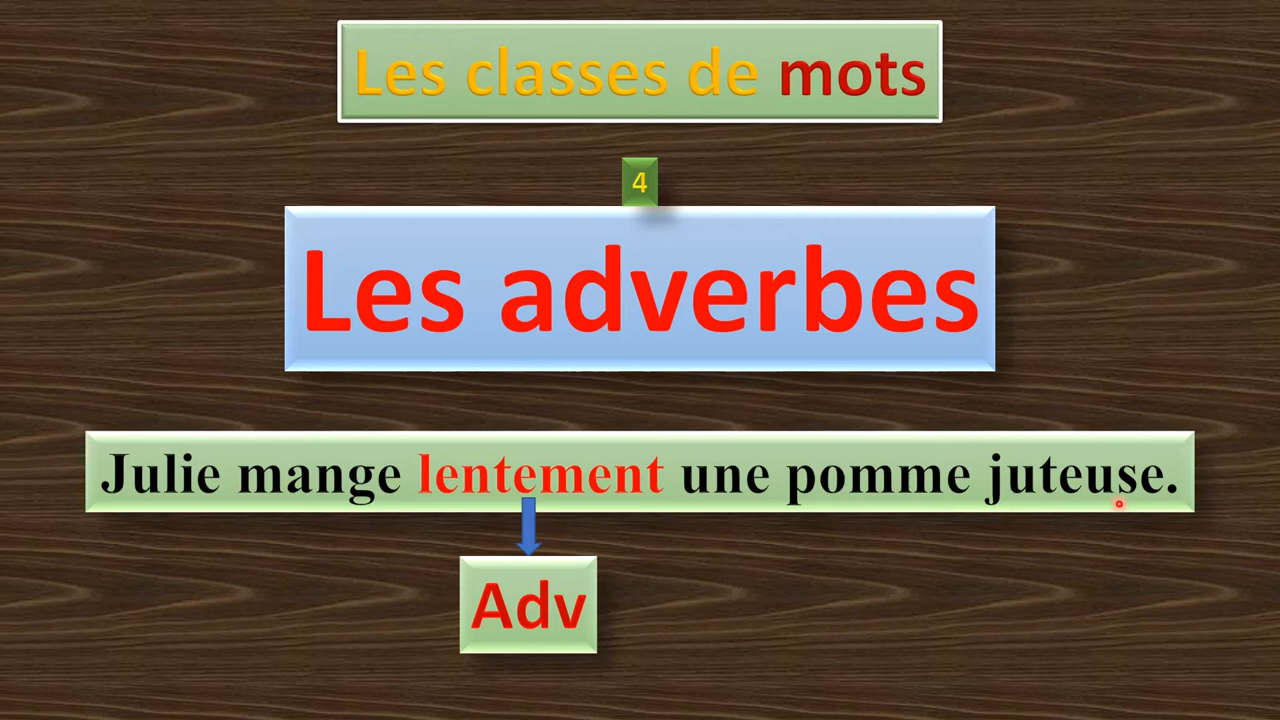 Les classes de mots
4
Les adverbes
Julie mange lentement une pomme juteuse.
Adv